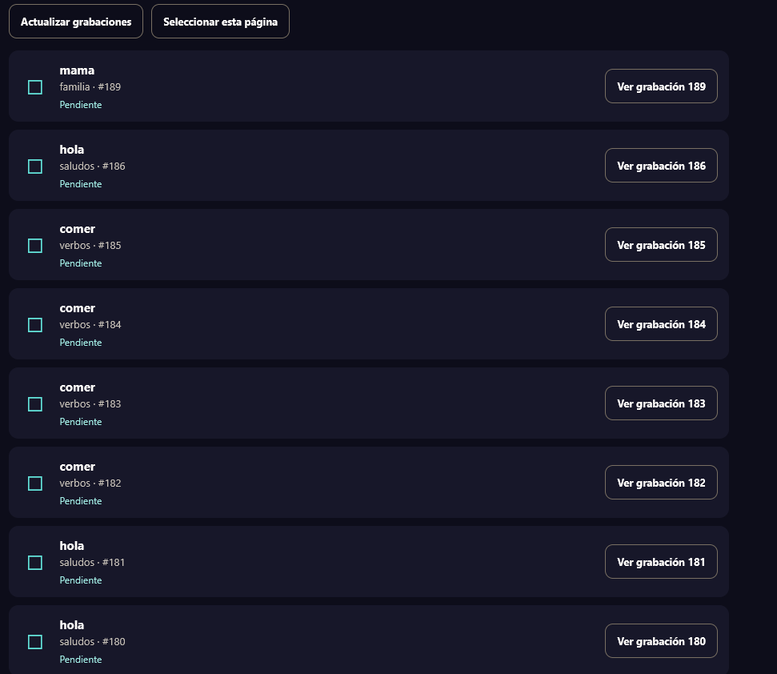 Actualizar grabaciones
Seleccionar esta página
mama
familia · #189
Pendiente
Ver grabación 189
hola
saludos · #186
Pendiente
Ver grabación 186
comer
verbos · #185
Pendiente
Ver grabación 185
comer
verbos · #184
Pendiente
Ver grabación 184
comer
verbos · #183
Pendiente
Ver grabación 183
comer
verbos · #182
Pendiente
Ver grabación 182
hola
saludos · #181
Pendiente
Ver grabación 181
hola
saludos · #180
Pendiente
Ver grabación 180